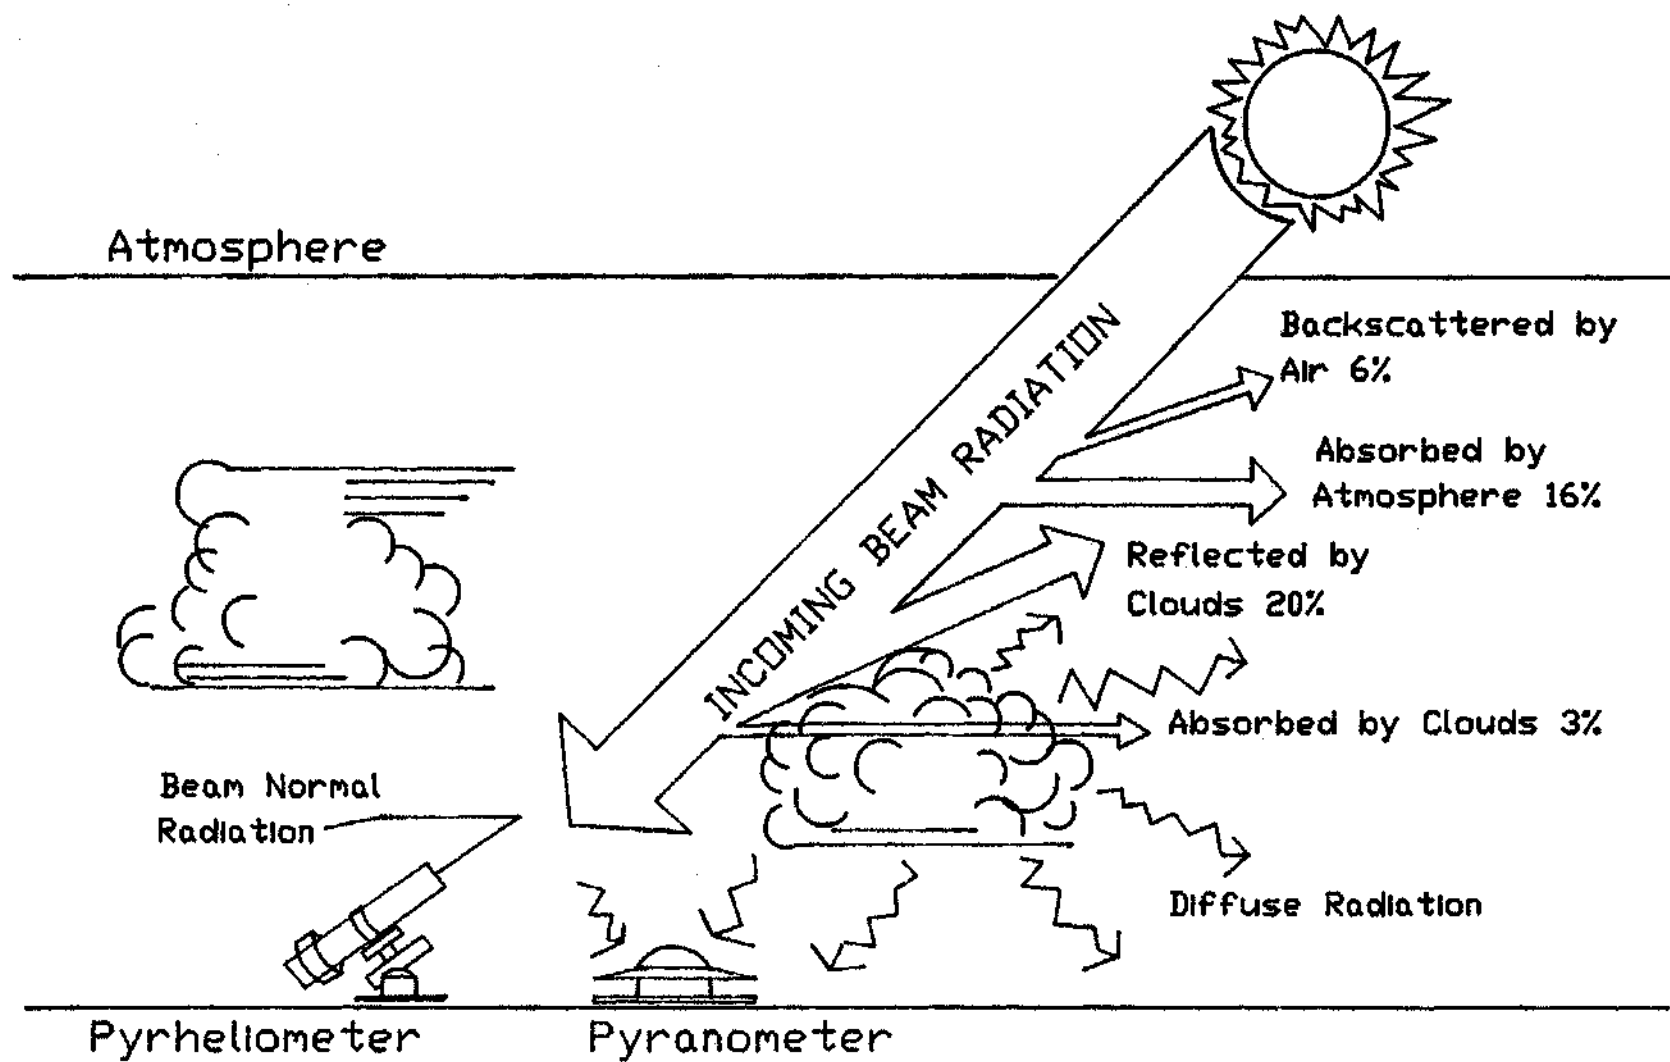 Atmosphere
INCOMING BEAM RADIATION
Backscattered by
Air 6%
Absorbed by
Atmosphere 16%
Reflected by
Clouds 20%
Absorbed by Clouds 3%
Beam Normal
Radiation
Diffuse Radiation
Pyrheliometer
Pyranometer